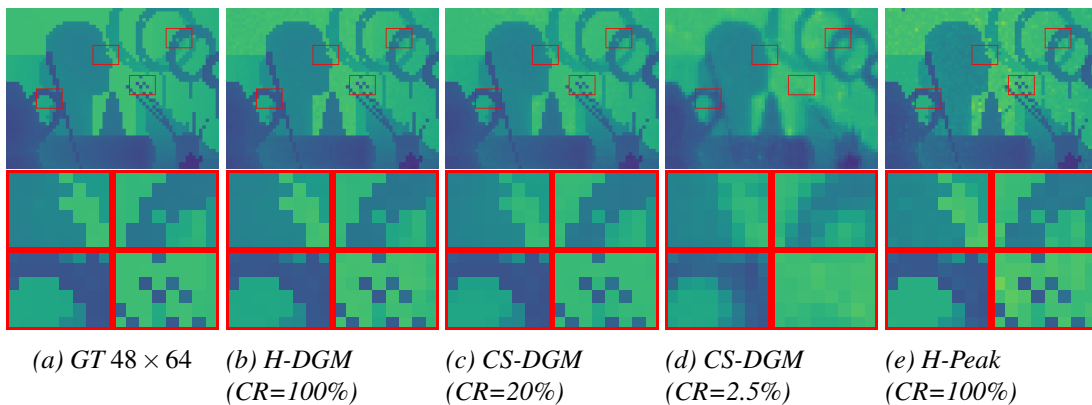 (a) GT 48 × 64
(b) H-DGM
(CR=100%)
(c) CS-DGM
(CR=20%)
(d) CS-DGM
(CR=2.5%)
(e) H-Peak
(CR=100%)